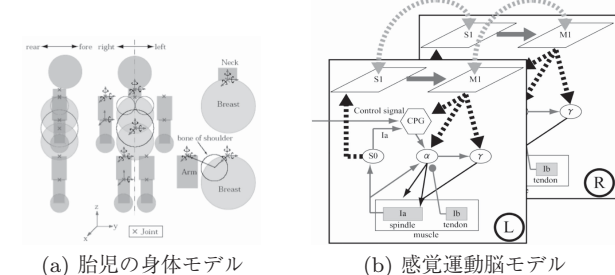 rear fore right left
Neck
Breast
bone of shoulder
Arm
Breast
z
y
x
× Joint
(a) 胎児の身体モデル
S1 M1
S1 M1
Control signal
CPG
Ia
S0 α γ
γ
Ia Ib
spindle tendon
muscle
Ib
tendon
L
R
(b) 感覚運動脳モデル